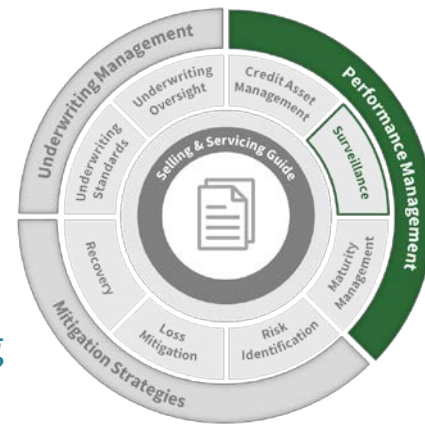 Underwriting Management
Performance Management
Mitigation Strategies
Underwriting
Oversight
Credit Asset
Management
Surveillance
Maturity
Management
Risk
Identification
Loss
Mitigation
Recovery
Underwriting
Standards
Selling & Servicing Guide
g